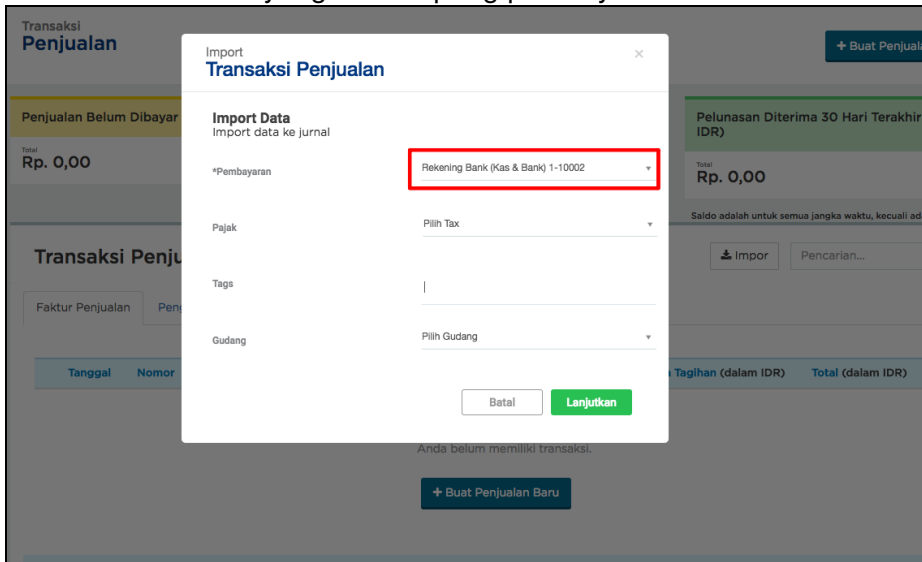 Transaksi
Penjualan
+ Buat Penjuala
Import
Transaksi Penjualan
×
Penjualan Belum Dibayar
Total
Rp. 0,00
Pelunasan Diterima 30 Hari Terakhir
IDR)
Total
Rp. 0,00
Saldo adalah untuk semua jangka waktu, kecuali ad
Import Data
Import data ke jurnal
*Pembayaran
Rekening Bank (Kas & Bank) 1-10002
Pajak
Pilih Tax
Tags
Gudang
Pilih Gudang
Batal
Lanjutkan
Transaksi Penju
Impor
Pencarian...
Faktur Penjualan
Peng
Tanggal
Nomor
Tagihan (dalam IDR)
Total (dalam IDR)
Anda belum memiliki transaksi.
+ Buat Penjualan Baru